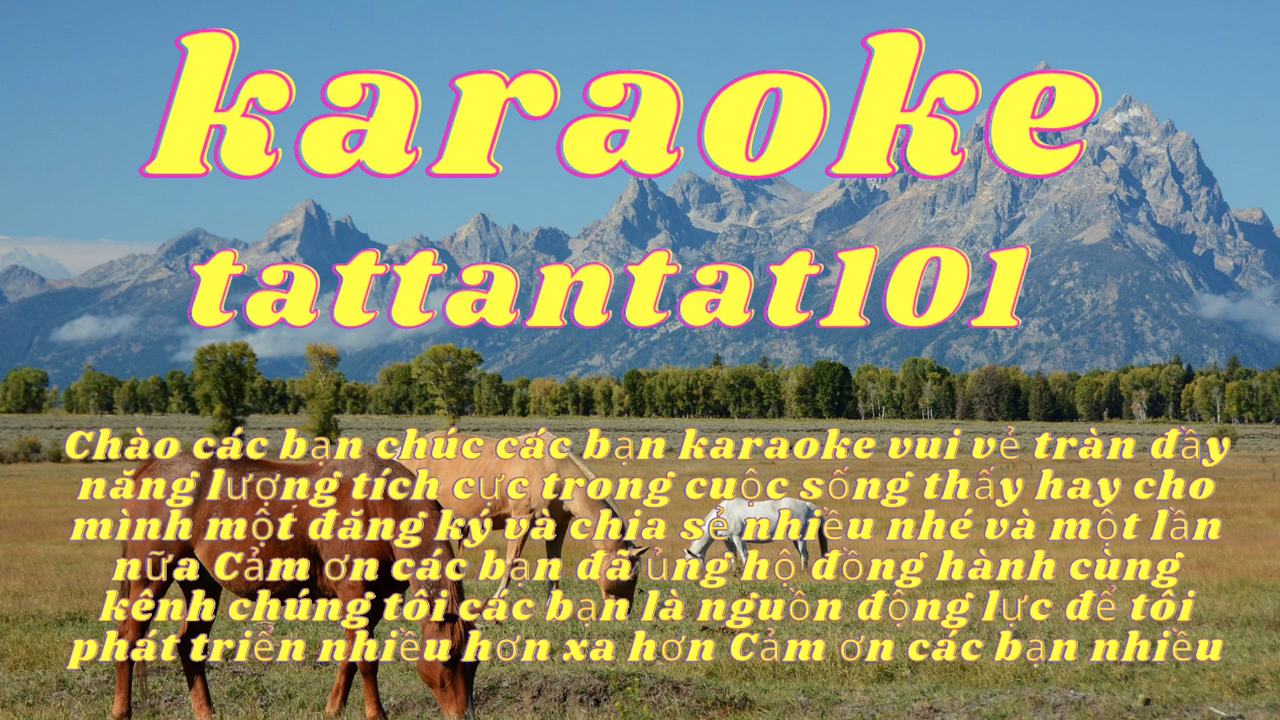 karaoke
tattantat101
Chào các bạn chúc các bạn karaoke vui vẻ tràn đầy
năng lượng tích cực trong cuộc sống thấy hay cho
mình một đăng ký và chia sẻ nhiều nhé và một lần
nữa Cảm ơn các bạn đã ủng hộ đồng hành cùng
kênh chúng tôi các bạn là nguồn động lực để tôi
phát triển nhiều hơn xa hơn Cảm ơn các bạn nhiều